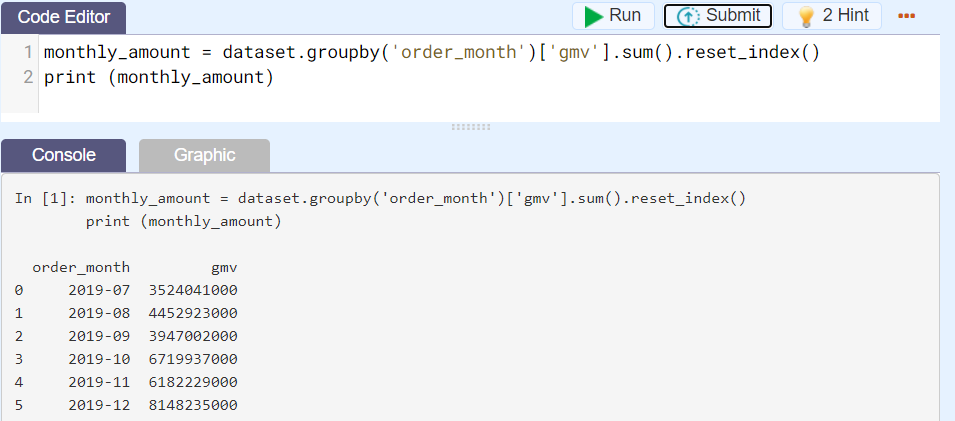 Code Editor
Run
Submit
2 Hint
1 monthly_amount = dataset.groupby('order_month')['gmv'].sum().reset_index()
2 print (monthly_amount)
Console
Graphic
In [1]: monthly_amount = dataset.groupby('order_month')['gmv'].sum().reset_index()
print (monthly_amount)
order_month gmv
0 2019-07 3524041000
1 2019-08 4452923000
2 2019-09 3947002000
3 2019-10 6719937000
4 2019-11 6182229000
5 2019-12 8148235000